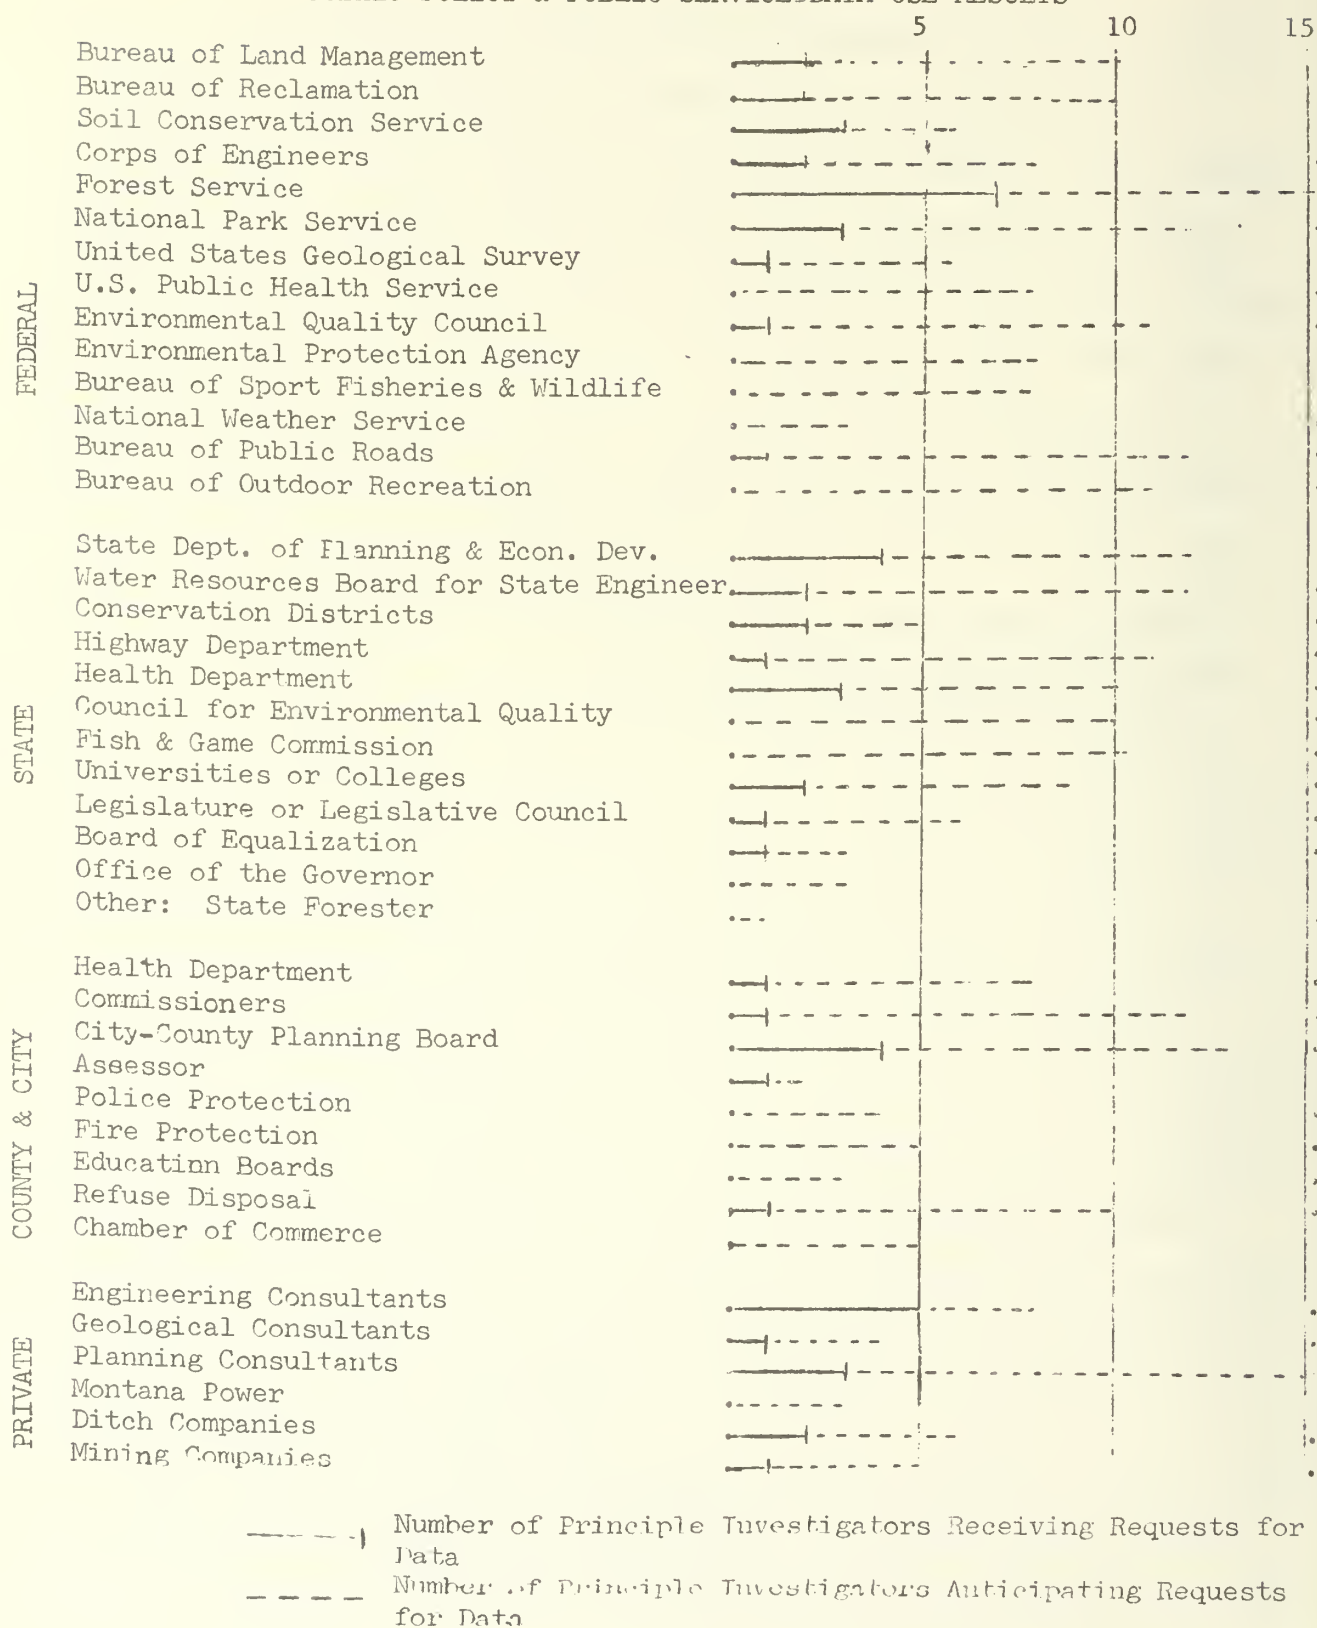 5 10 15
Bureau of Land Management
Bureau of Reclamation
Soil Conservation Service
Corps of Engineers
Forest Service
National Park Service
United States Geological Survey
U.S. Public Health Service
Environmental Quality Council
Environmental Protection Agency
Bureau of Sport Fisheries & Wildlife
National Weather Service
Bureau of Public Roads
Bureau of Outdoor Recreation
FEDERAL
State Dept. of Flanning & Econ. Dev.
Water Resources Board for State Engineer
Conservation Districts
Highway Department
Health Department
Council for Environmental Quality
Fish & Game Commission
Universities or Colleges
Legislature or Legislative Council
Board of Equalization
Office of the Governor
Other: State Forester
STATE
Health Department
Commissioners
City-County Planning Board
Assessor
Police Protection
Fire Protection
Educatinn Boards
Refuse Disposal
Chamber of Commerce
COUNTY & CITY
Engineering Consultants
Geological Consultants
Planning Consultants
Montana Power
Ditch Companies
Mining Companies
PRIVATE
Number of Principle Investigators Receiving Requests for
Data
Number of Principle Investigators Anticipating Requests
for Data